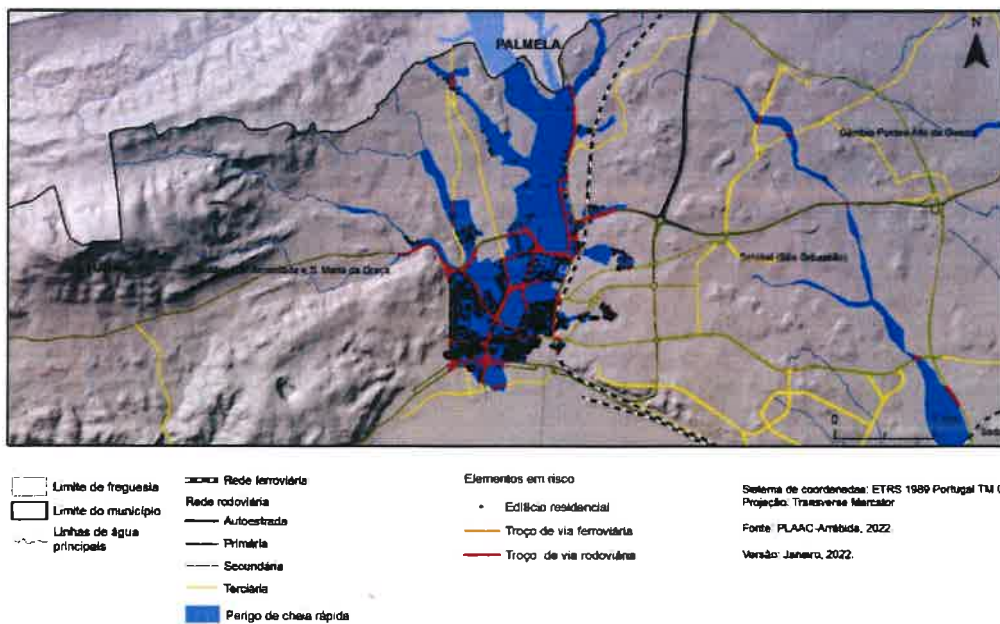 PALMELA
N
Gâmbia-Pontes-Alto da Guerra
Setúbal (São Sebastião)
e S. Maria da Graça
0
Limite de freguesia
Limite do município
Linhas de água
principais
Rede ferroviária
Rede rodoviária
Autoestrada
Primária
Secundária
Terciária
Perigo de cheia rápida
Elementos em risco
Edifício residencial
Troço de via ferroviária
Troço de via rodoviária
Sistema de coordenadas: ETRS 1989 Portugal TM
Projeção: Transverse Mercator
Fonte: PLAAC-Arrábida, 2022.
Versão: Janeiro, 2022.